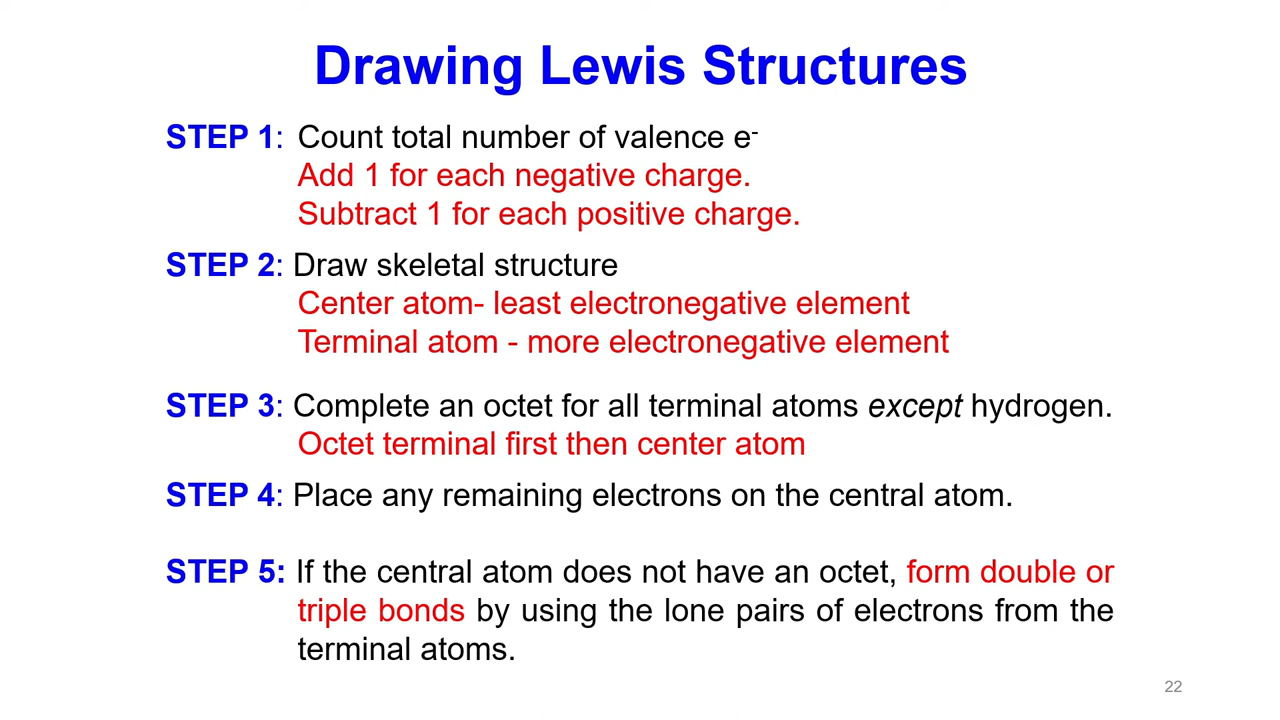 Drawing Lewis Structures
STEP 1: Count total number of valence e⁻
Add 1 for each negative charge.
Subtract 1 for each positive charge.
STEP 2: Draw skeletal structure
Center atom- least electronegative element
Terminal atom - more electronegative element
STEP 3: Complete an octet for all terminal atoms except hydrogen.
Octet terminal first then center atom
STEP 4: Place any remaining electrons on the central atom.
STEP 5: If the central atom does not have an octet, form double or
triple bonds by using the lone pairs of electrons from the
terminal atoms.
22